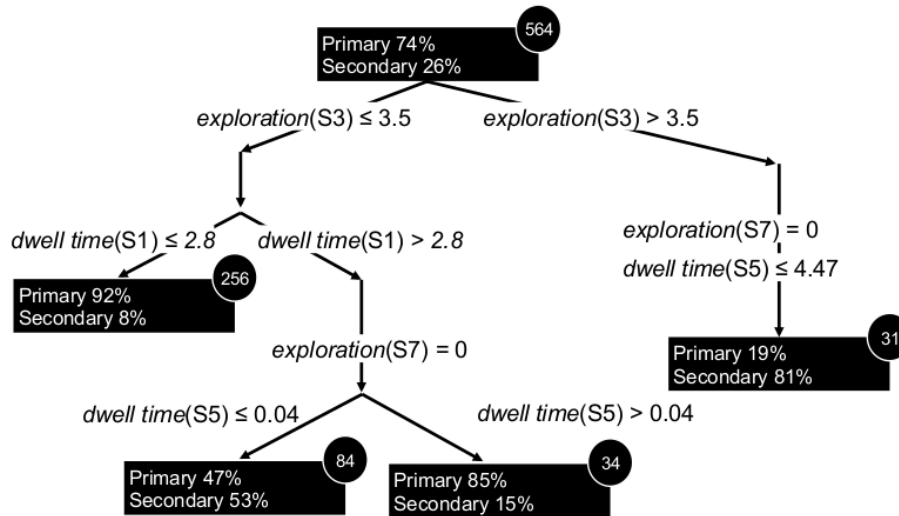 564
Primary 74%
Secondary 26%
exploration(S3) ≤ 3.5
exploration(S3) > 3.5
dwell time(S1) ≤ 2.8
dwell time(S1) > 2.8
exploration(S7) = 0
dwell time(S5) ≤ 4.47
256
Primary 92%
Secondary 8%
exploration(S7) = 0
31
Primary 19%
Secondary 81%
dwell time(S5) ≤ 0.04
dwell time(S5) > 0.04
84
Primary 47%
Secondary 53%
34
Primary 85%
Secondary 15%